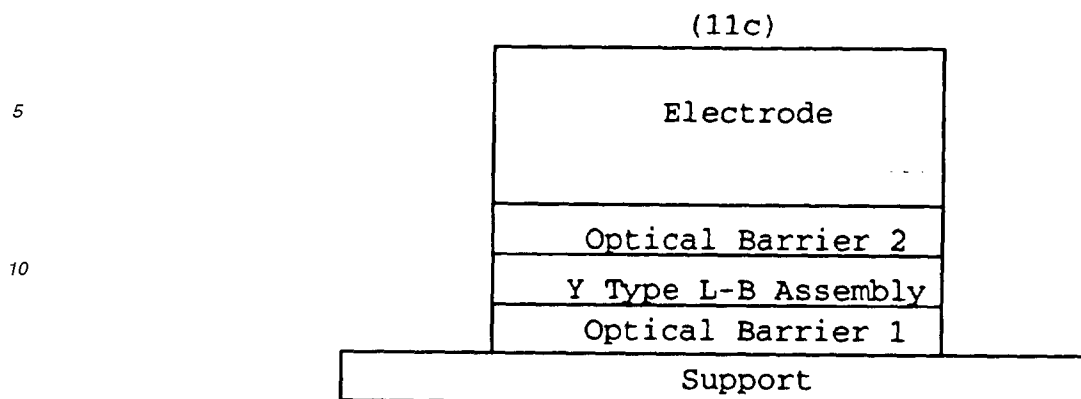 (11c)
5
Electrode
Optical Barrier 2
10
Y Type L-B Assembly
Optical Barrier 1
Support